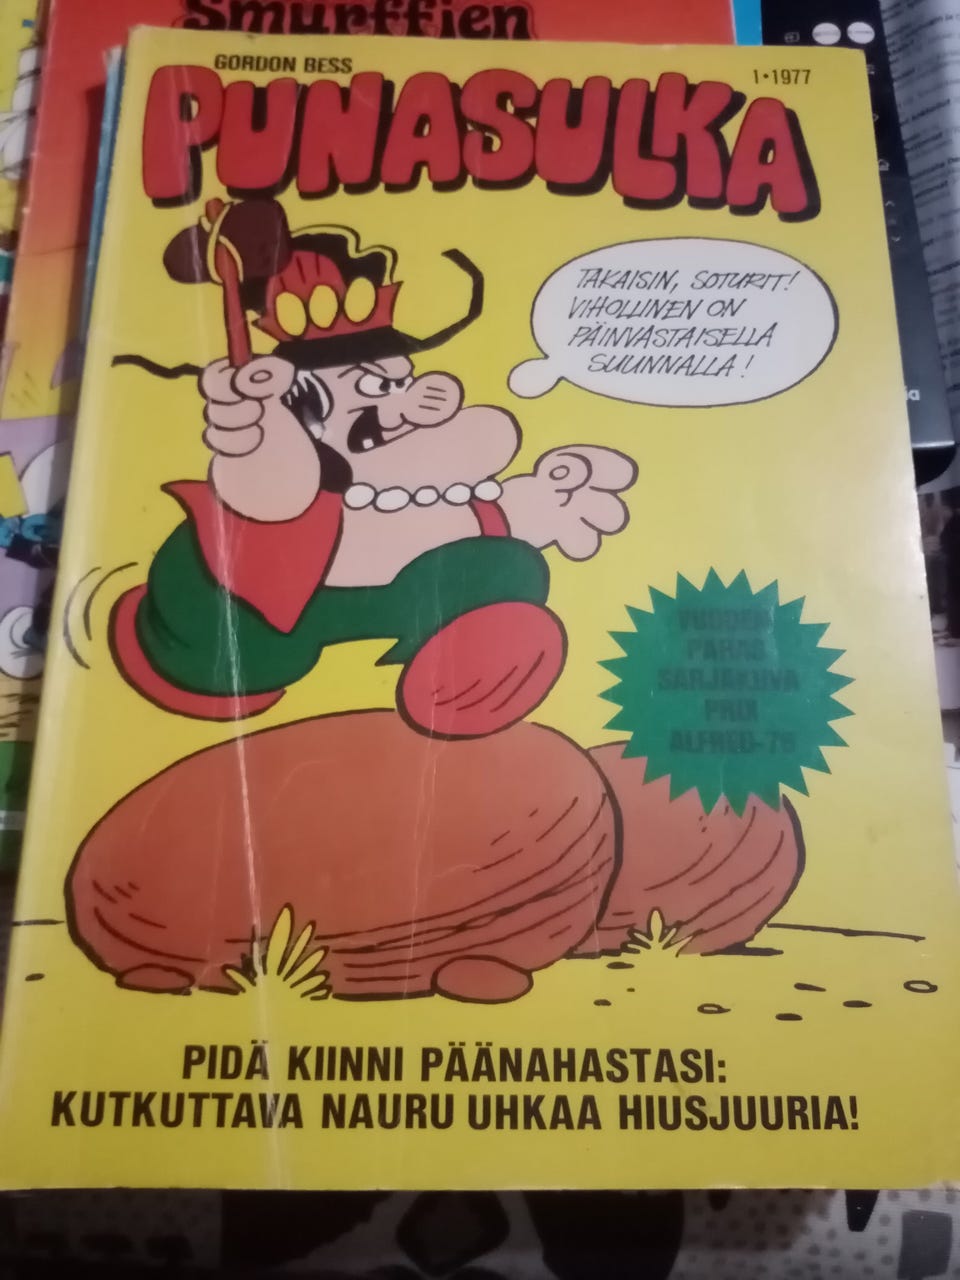 Smurffien
GORDON BESS
1•1977
PUNASULKA
TAKAISIN, SOTURIT!
VIHOLLINEN ON
PÄINVASTAISELLA
SUUNNALLA!
VUODEN
PARAS
SARJAKUVA
PRIX
ALFRED-76
PIDÄ KIINNI PÄÄNAHASTASI:
KUTKUTTAVA NAURU UHKAA HIUSJUURIA!